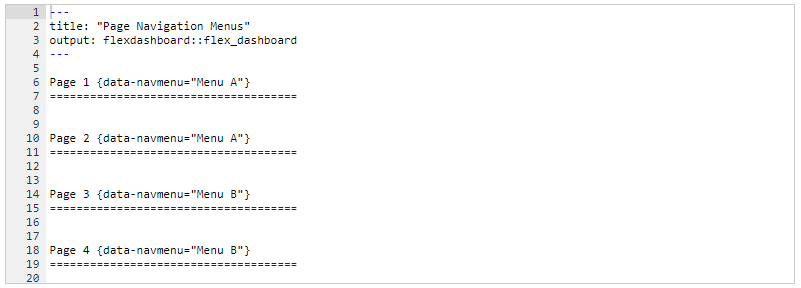 1 ---
2 title: "Page Navigation Menus"
3 output: flexdashboard::flex_dashboard
4 ---
5
6 Page 1 {data-navmenu="Menu A"}
7 =====================================
8
9
10 Page 2 {data-navmenu="Menu A"}
11 =====================================
12
13
14 Page 3 {data-navmenu="Menu B"}
15 =====================================
16
17
18 Page 4 {data-navmenu="Menu B"}
19 =====================================
20